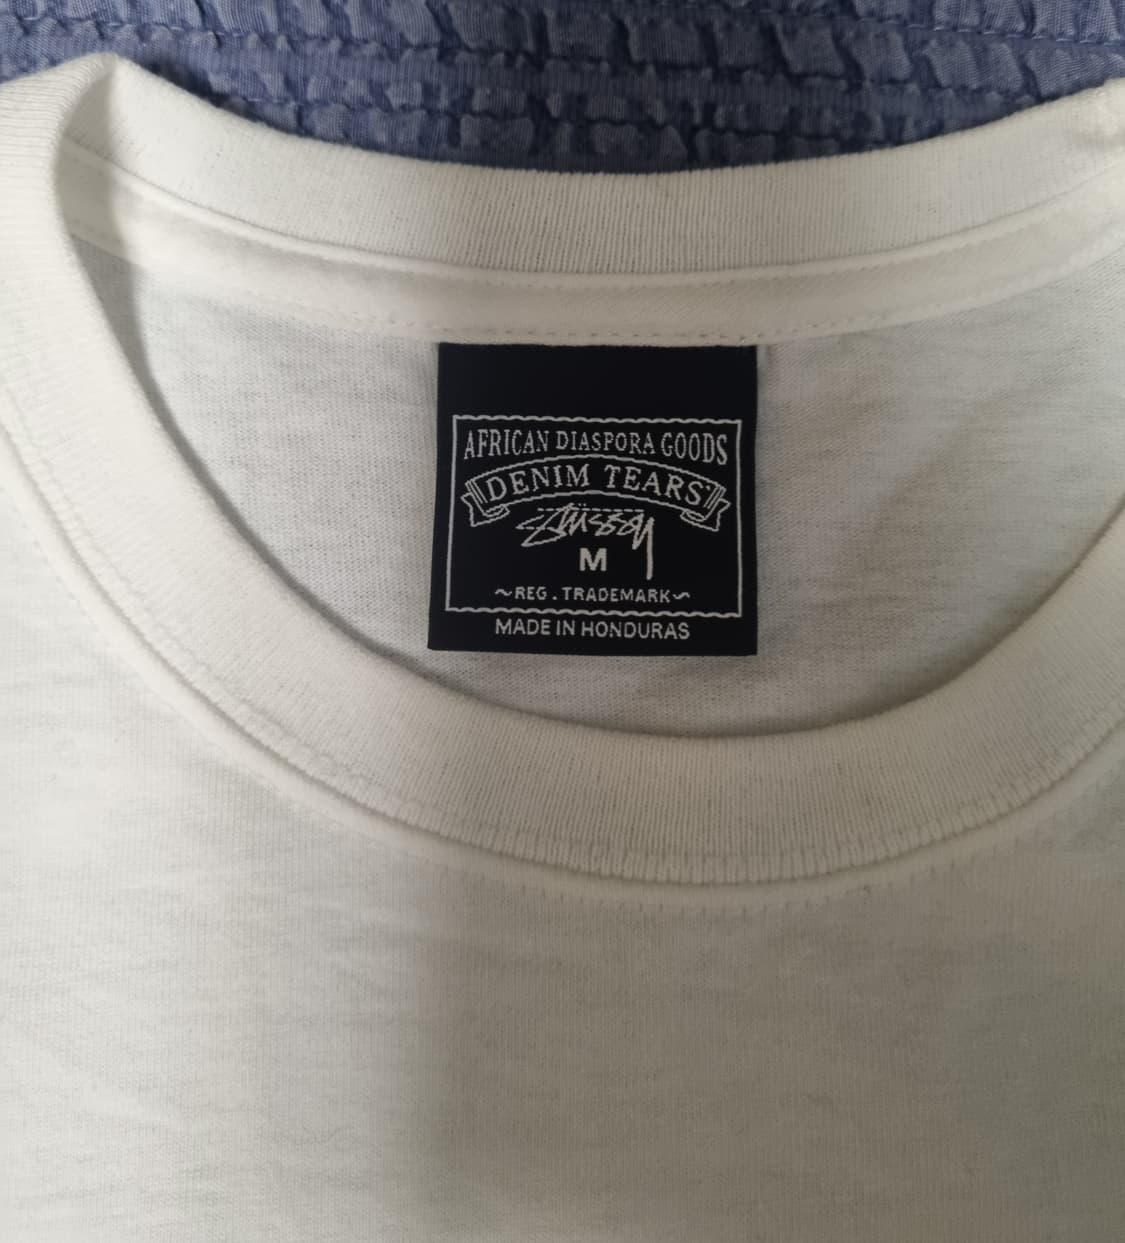 AFRICAN DIASPORA GOODS
DENIM TEARS
Stüssy
M
~REG. TRADEMARK~
MADE IN HONDURAS